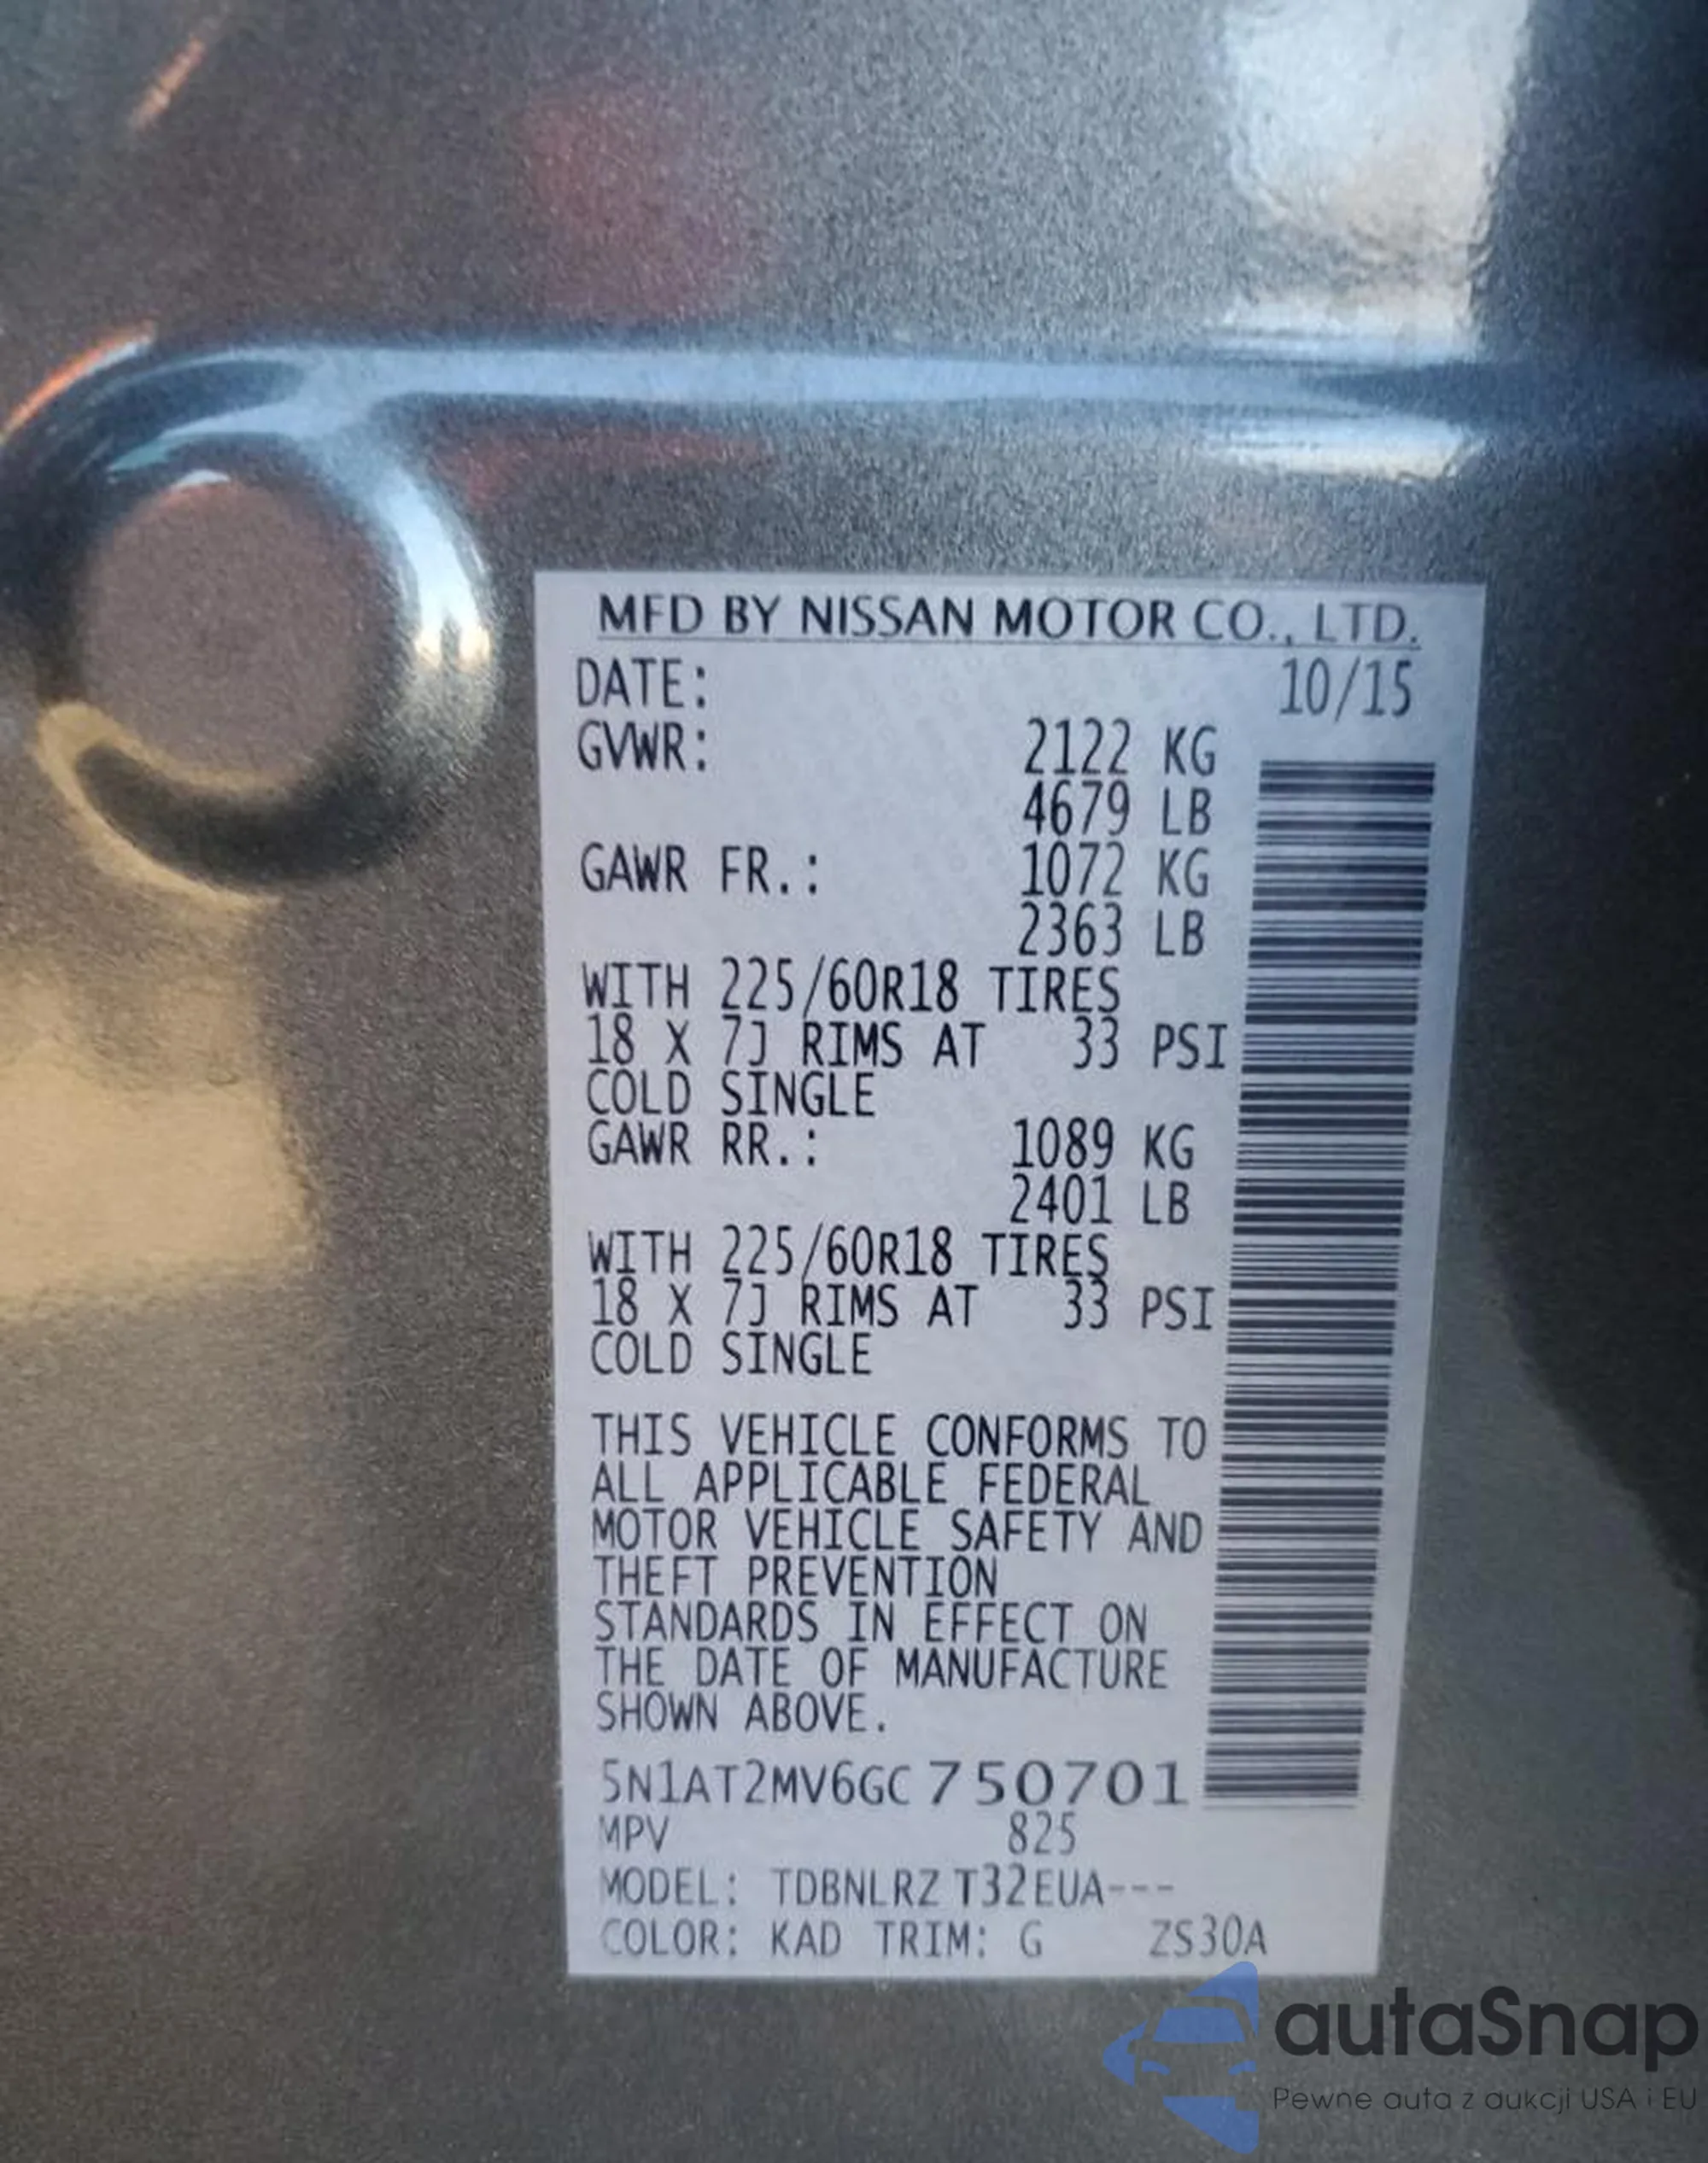 MFD BY NISSAN MOTOR CO., LTD.
DATE: 10/15
GVWR: 2122 KG
4679 LB
GAWR FR.: 1072 KG
2363 LB
WITH 225/60R18 TIRES
18 X 7J RIMS AT 33 PSI
COLD SINGLE
GAWR RR.: 1089 KG
2401 LB
WITH 225/60R18 TIRES
18 X 7J RIMS AT 33 PSI
COLD SINGLE
THIS VEHICLE CONFORMS TO
ALL APPLICABLE FEDERAL
MOTOR VEHICLE SAFETY AND
THEFT PREVENTION
STANDARDS IN EFFECT ON
THE DATE OF MANUFACTURE
SHOWN ABOVE.
5N1AT2MV6GC750701
MPV 825
MODEL: TDBNLRZ T32EUA---
COLOR: KAD TRIM: G ZS30A
autaSnap
Pewne auta z aukcji USA i EU